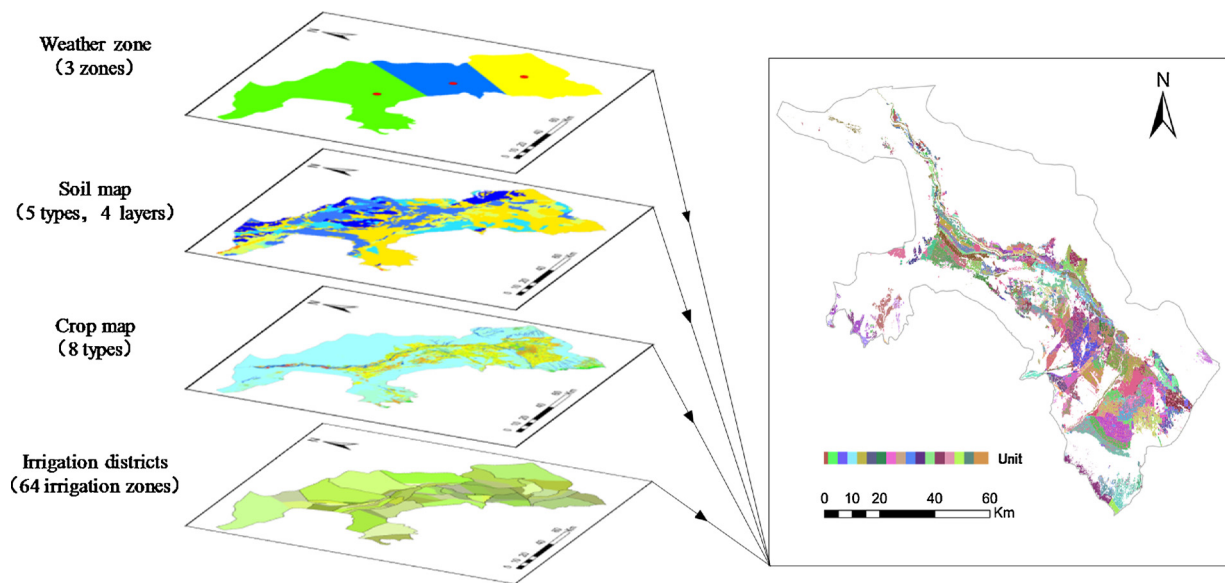 Weather zone
(3 zones)
Soil map
(5 types, 4 layers)
Crop map
(8 types)
Irrigation districts
(64 irrigation zones)
N
Unit
0 10 20 40 60
Km